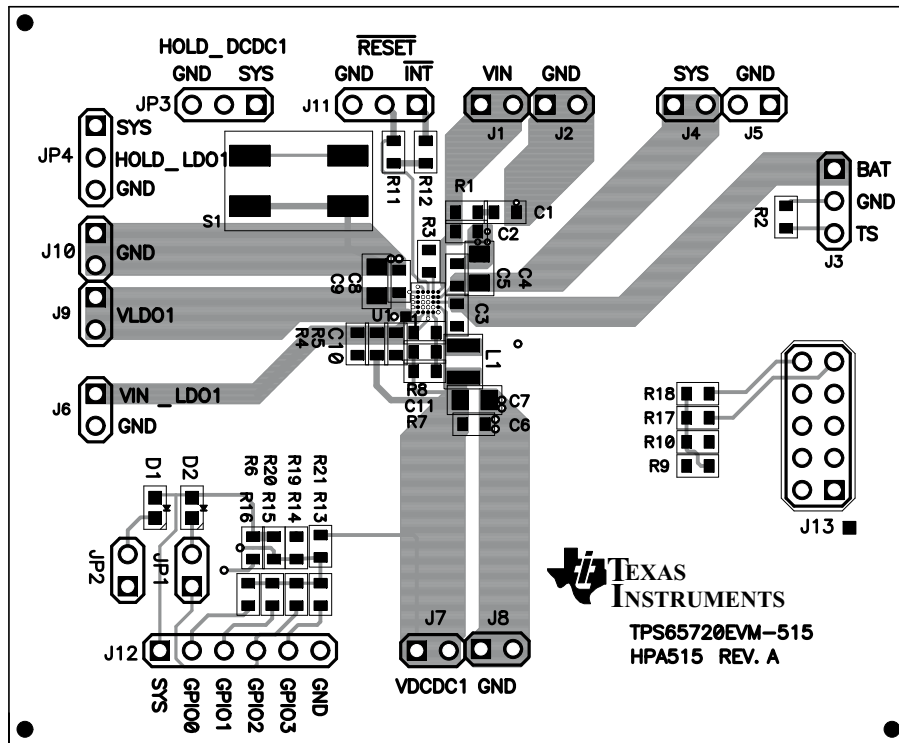 HOLD_DCDC1
GND SYS
JP3
RESET
GND INT
J11
VIN GND
J1 J2
SYS GND
J4 J5
SYS
JP4
HOLD_LDO1
GND
R11
R12
S1
R1
C1
C2
R3
BAT
GND
TS
R2
J3
J10
GND
C9
C8
C5
C4
J9
VLDO1
U1
C3
R4
R5
C10
L1
J6
VIN_LDO1
GND
R8
C11
R7
C7
C6
R18
R17
R10
R9
J13
D1
D2
R6
R20
R19
R21
R16
R15
R14
R13
JP2
JP1
TEXAS
INSTRUMENTS
TPS65720EVM-515
HPA515 REV. A
J12
SYS
GPIO0
GPIO1
GPIO2
GPIO3
GND
J7 J8
VDCDC1 GND